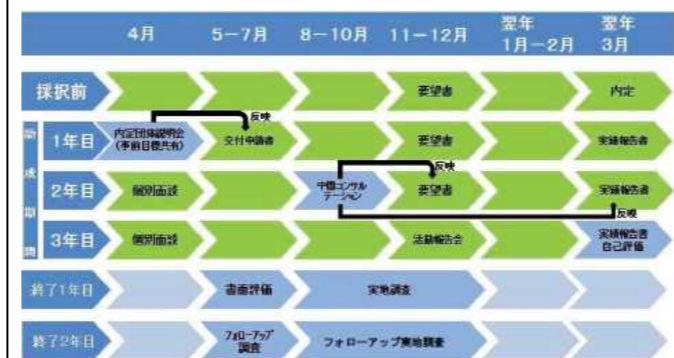 4月 5－7月 8－10月 11－12月 翌年 1月－2月 翌年 3月
採択前 要望書 内定
反映
助成期間
1年目 内定団体説明会 (事前目標共有) 交付申請書 要望書 実績報告書
反映
2年目 個別面談 中間コンサルテーション 要望書 実績報告書
反映
3年目 個別面談 活動報告会 実績報告書 自己評価
終了1年目 書面評価 実地調査
終了2年目 フォローアップ 調査 フォローアップ実地調査